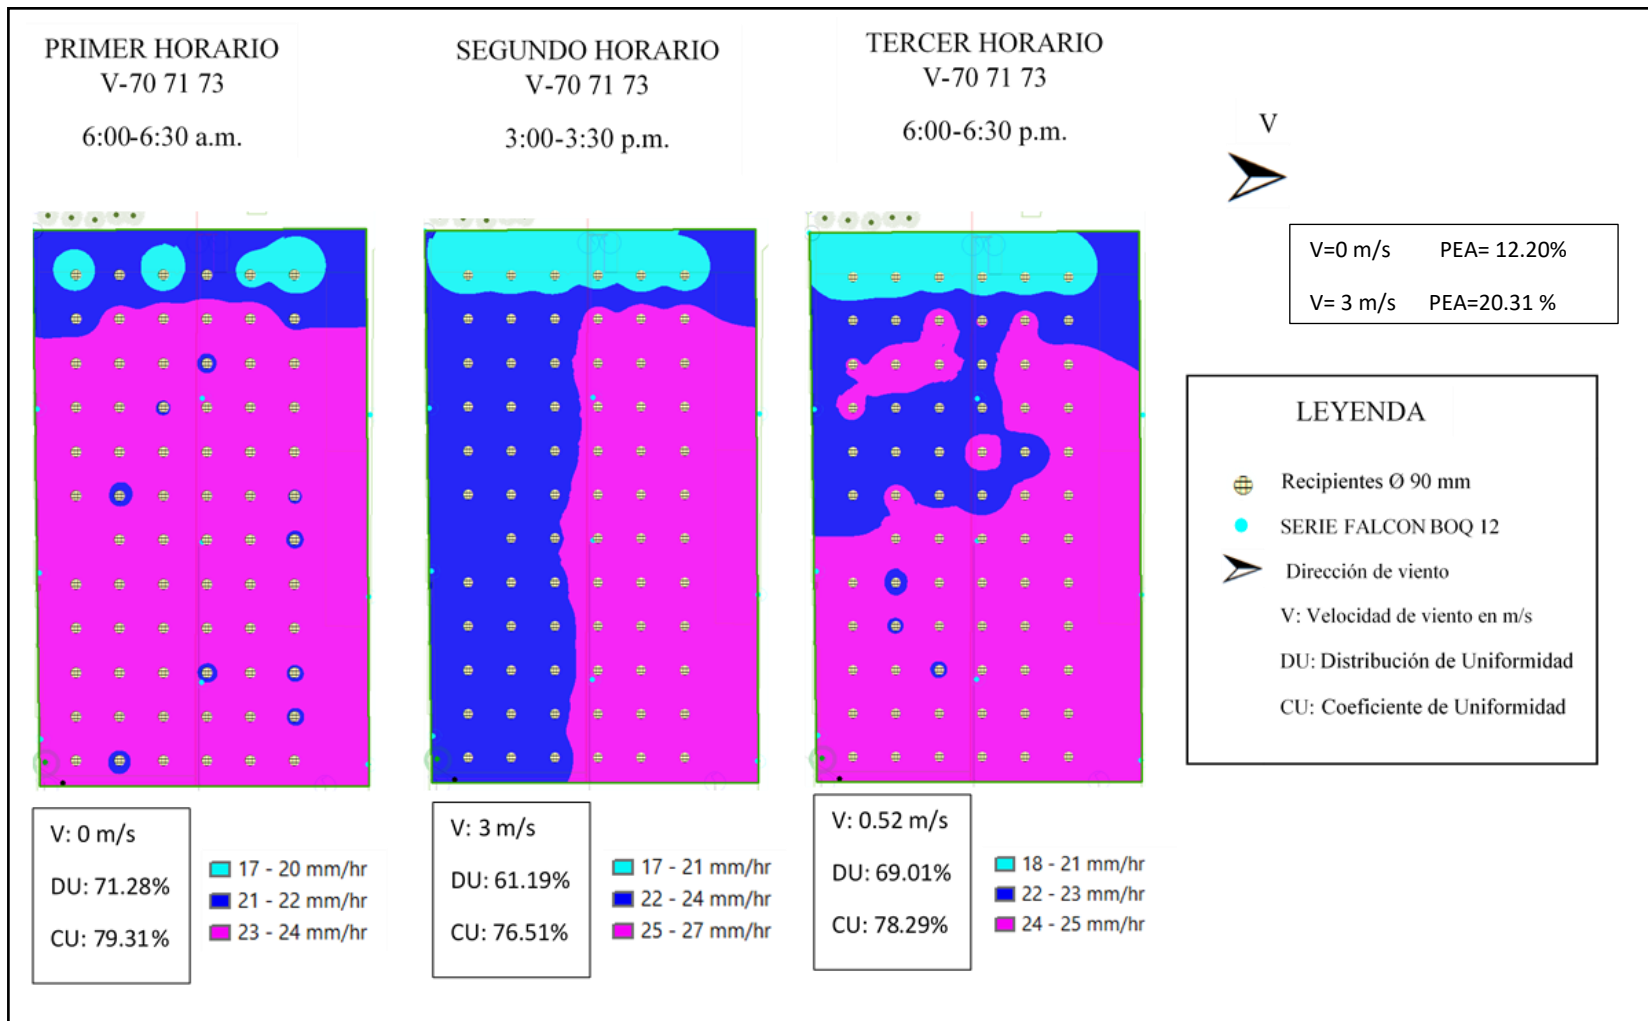 PRIMER HORARIO
V-70 71 73
6:00-6:30 a.m.
SEGUNDO HORARIO
V-70 71 73
3:00-3:30 p.m.
TERCER HORARIO
V-70 71 73
6:00-6:30 p.m.
V
V=0 m/s PEA= 12.20%
V= 3 m/s PEA=20.31 %
LEYENDA
Recipientes Ø 90 mm
SERIE FALCON BOQ 12
Dirección de viento
V: Velocidad de viento en m/s
DU: Distribución de Uniformidad
CU: Coeficiente de Uniformidad
V: 0 m/s
DU: 71.28%
CU: 79.31%
17 - 20 mm/hr
21 - 22 mm/hr
23 - 24 mm/hr
V: 3 m/s
DU: 61.19%
CU: 76.51%
17 - 21 mm/hr
22 - 24 mm/hr
25 - 27 mm/hr
V: 0.52 m/s
DU: 69.01%
CU: 78.29%
18 - 21 mm/hr
22 - 23 mm/hr
24 - 25 mm/hr